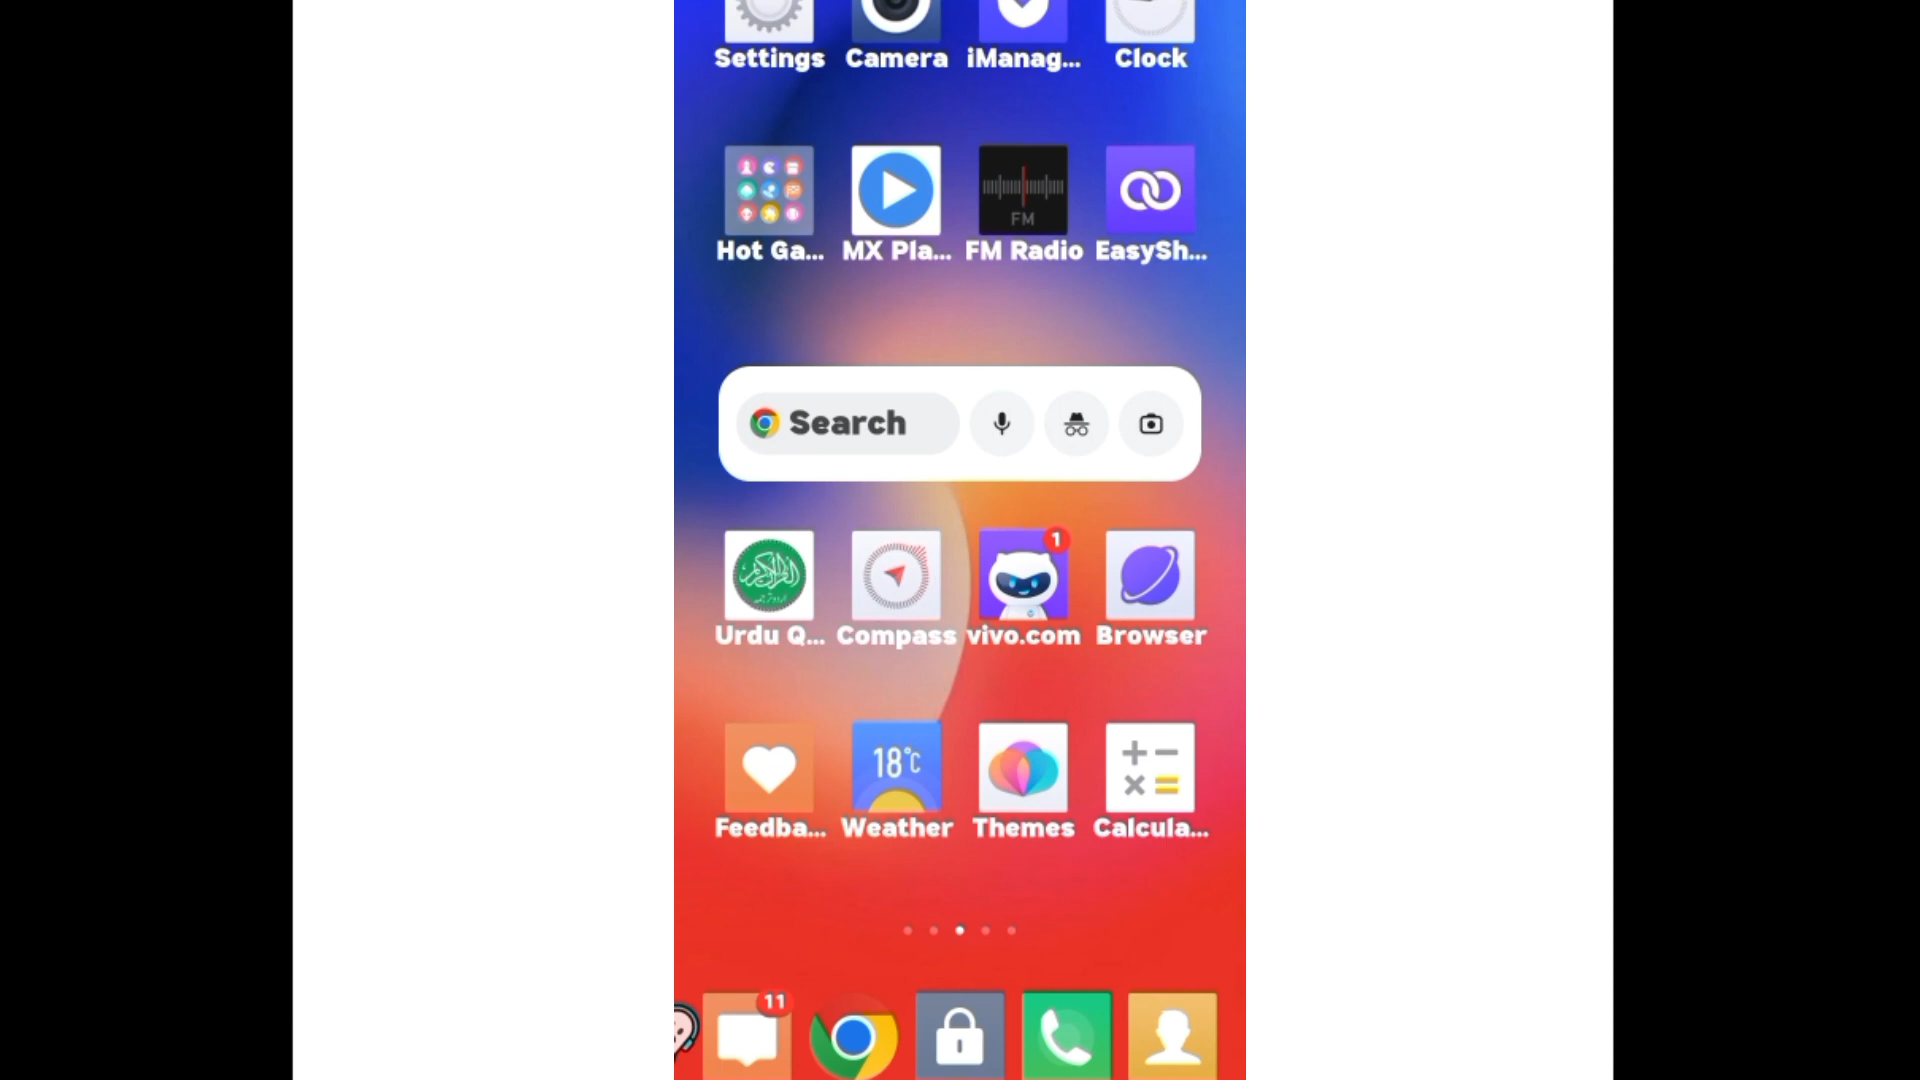 Settings Camera iManag... Clock
FM
Hot Ga... MX Pla... FM Radio EasySh...
Search
1
Urdu Q... Compass vivo.com Browser
18°C
Feedba... Weather Themes Calcula...
11